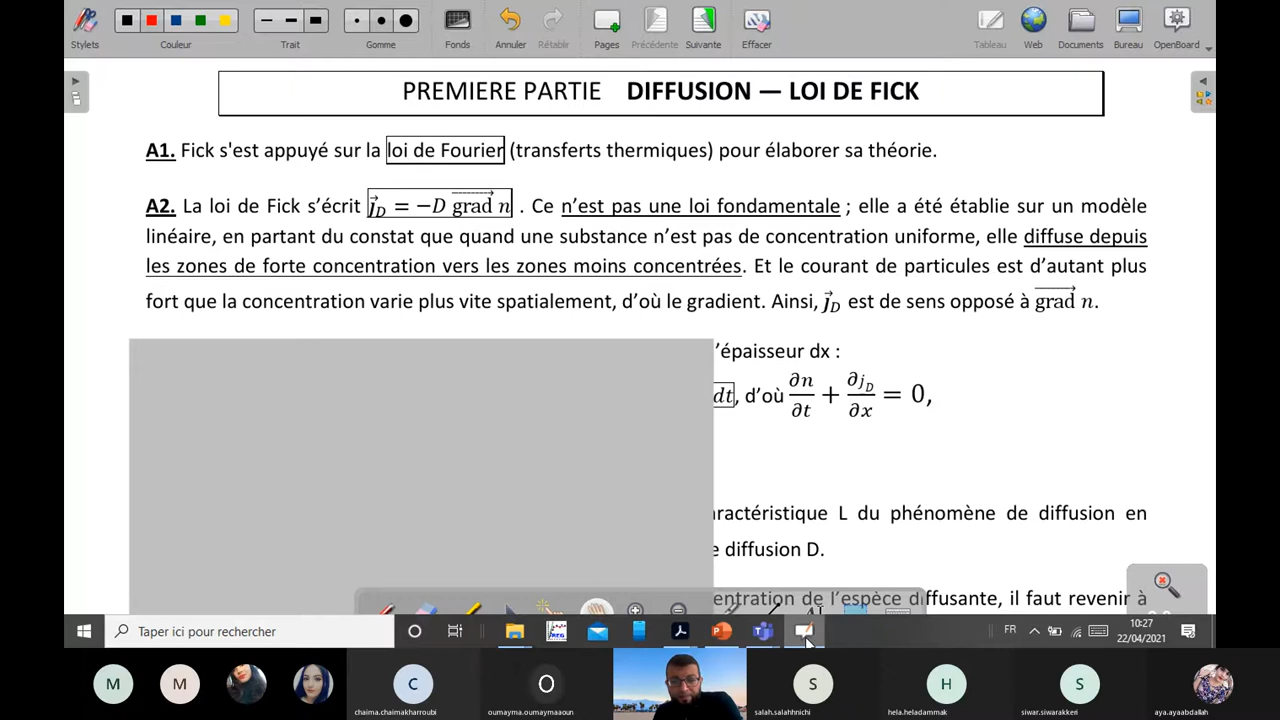 Stylets Couleur Trait Gomme Fonds Annuler Rétablir Pages Précédente Suivante Effacer Tableau Web Documents Bureau OpenBoard
PREMIERE PARTIE DIFFUSION — LOI DE FICK
A1. Fick s'est appuyé sur la loi de Fourier (transferts thermiques) pour élaborer sa théorie.
A2. La loi de Fick s’écrit j⃗_D = −D grad n . Ce n’est pas une loi fondamentale ; elle a été établie sur un modèle
linéaire, en partant du constat que quand une substance n’est pas de concentration uniforme, elle diffuse depuis
les zones de forte concentration vers les zones moins concentrées. Et le courant de particules est d’autant plus
fort que la concentration varie plus vite spatialement, d’où le gradient. Ainsi, j⃗_D est de sens opposé à grad n.
’épaisseur dx :
dt, d’où ∂n/∂t + ∂j_D/∂x = 0,
aractéristique L du phénomène de diffusion en
e diffusion D.
entration de l’espèce diffusante, il faut revenir à
Taper ici pour rechercher
FR 10:27
22/04/2021
M M C O S H S
chaima.chaimakharroubi oumayma.oumaymaaoun salah.salahhnichi hela.heladammak siwar.siwarakkeri aya.ayaabdallah